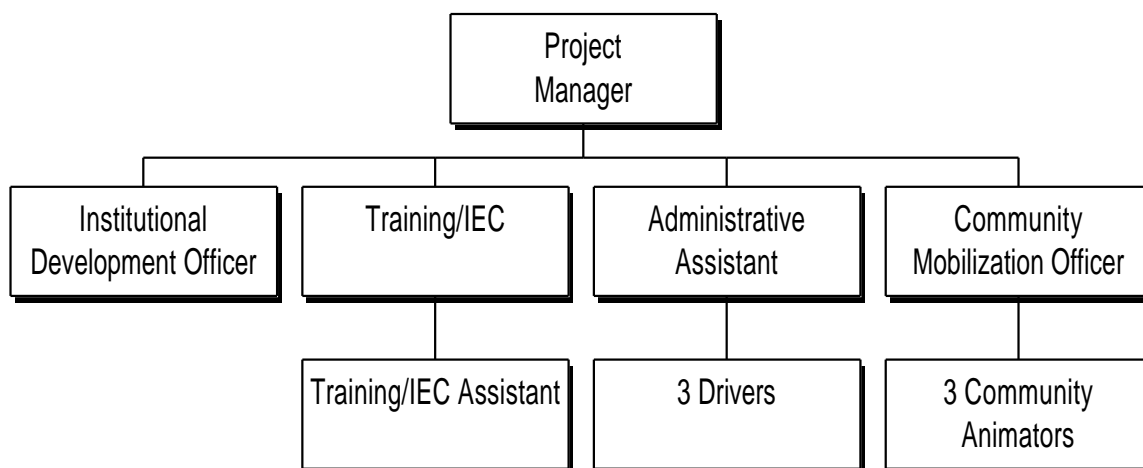 Project
Manager
Institutional
Development Officer
Training/IEC
Administrative
Assistant
Community
Mobilization Officer
Training/IEC Assistant
3 Drivers
3 Community
Animators